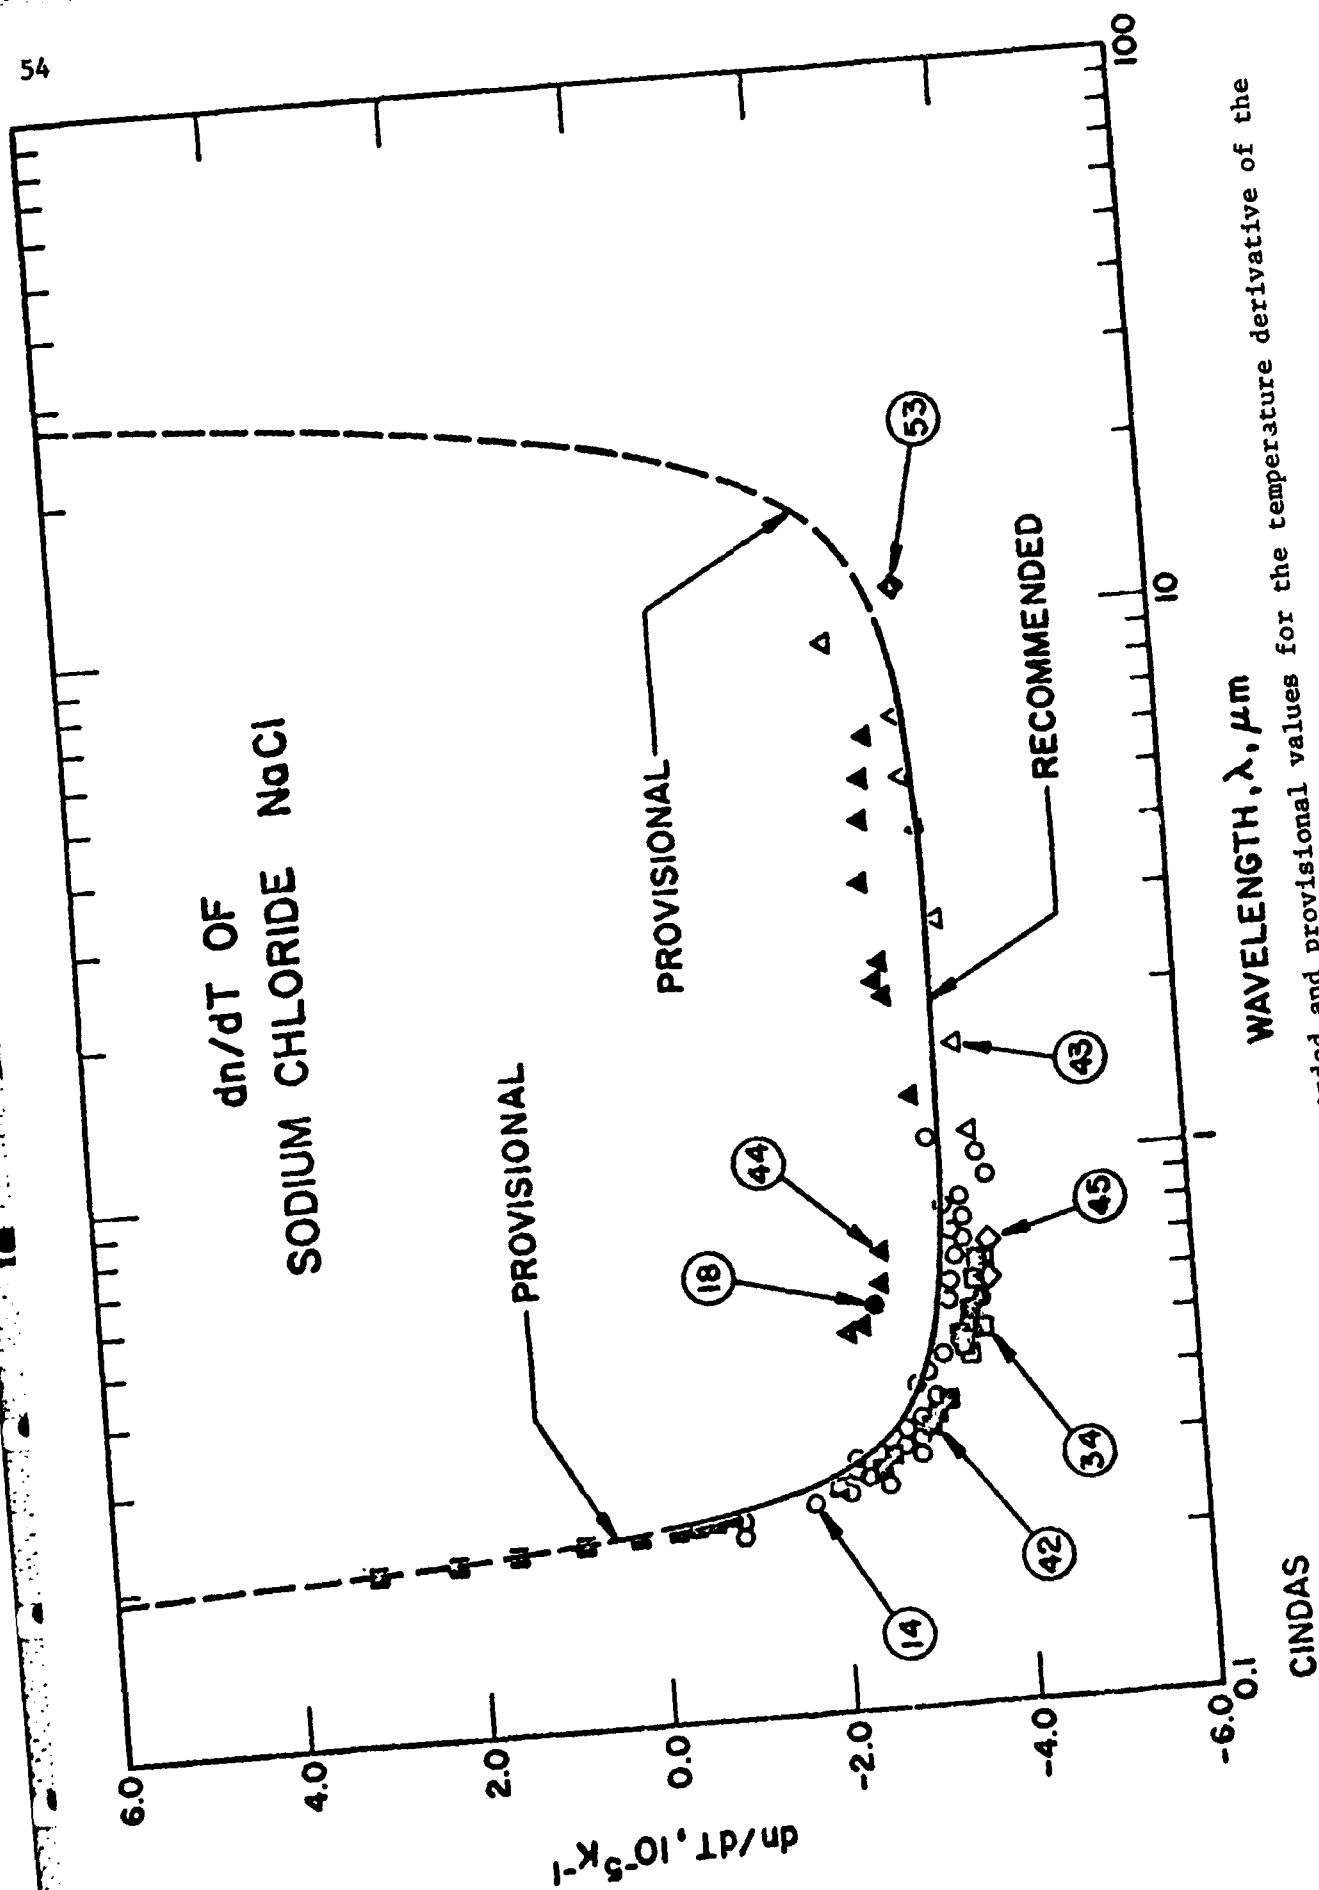 54
dn/dT OF
SODIUM CHLORIDE NaCl
PROVISIONAL
PROVISIONAL
RECOMMENDED
18
44
53
14
42
34
45
43
dn/dT, 10⁻⁵K⁻¹
6.0
4.0
2.0
0.0
-2.0
-4.0
-6.0
0.1
1
10
100
WAVELENGTH, λ, μm
CINDAS
and provisional values for the temperature derivative of the